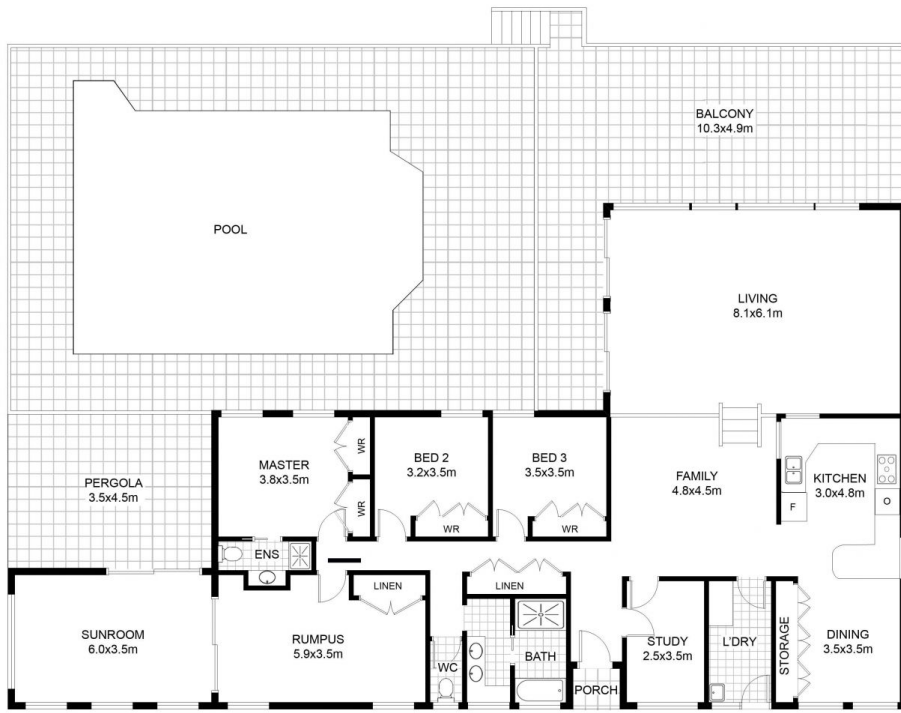 BALCONY
10.3x4.9m
POOL
LIVING
8.1x6.1m
MASTER
3.8x3.5m
WR
WR
BED 2
3.2x3.5m
WR
BED 3
3.5x3.5m
WR
FAMILY
4.8x4.5m
KITCHEN
3.0x4.8m
F
O
PERGOLA
3.5x4.5m
ENS
LINEN
LINEN
SUNROOM
6.0x3.5m
RUMPUS
5.9x3.5m
WC
BATH
PORCH
STUDY
2.5x3.5m
L'DRY
STORAGE
DINING
3.5x3.5m